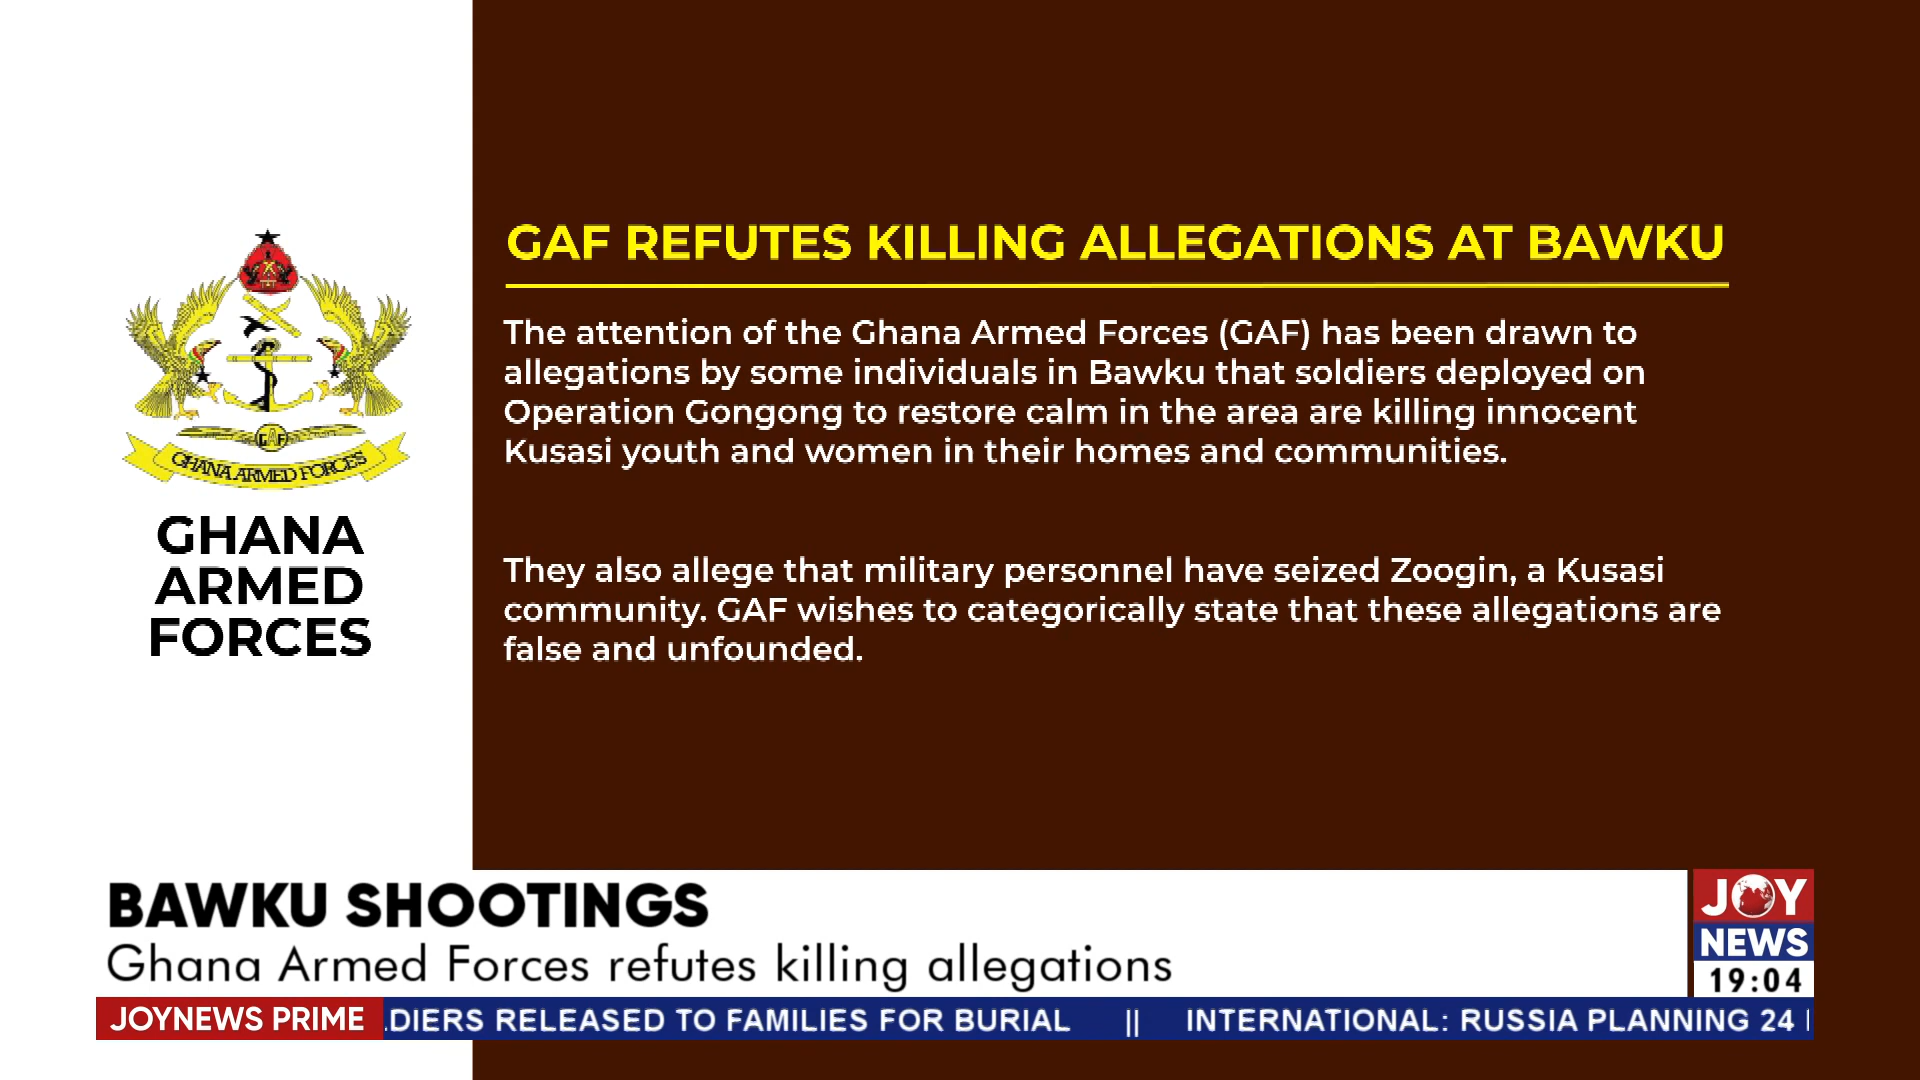 GAF REFUTES KILLING ALLEGATIONS AT BAWKU
The attention of the Ghana Armed Forces (GAF) has been drawn to
allegations by some individuals in Bawku that soldiers deployed on
Operation Gongong to restore calm in the area are killing innocent
Kusasi youth and women in their homes and communities.
They also allege that military personnel have seized Zoogin, a Kusasi
community. GAF wishes to categorically state that these allegations are
false and unfounded.
GAF
GHANA ARMED FORCES
GHANA
ARMED
FORCES
BAWKU SHOOTINGS
Ghana Armed Forces refutes killing allegations
JOY
NEWS
19:04
JOYNEWS PRIME
DIERS RELEASED TO FAMILIES FOR BURIAL || INTERNATIONAL: RUSSIA PLANNING 24